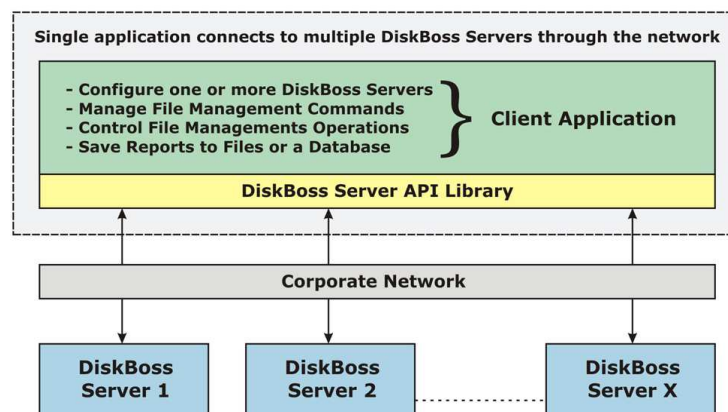 Single application connects to multiple DiskBoss Servers through the network
- Configure one or more DiskBoss Servers
- Manage File Management Commands
- Control File Managements Operations
- Save Reports to Files or a Database
} Client Application
DiskBoss Server API Library
Corporate Network
DiskBoss
Server 1
DiskBoss
Server 2
DiskBoss
Server X